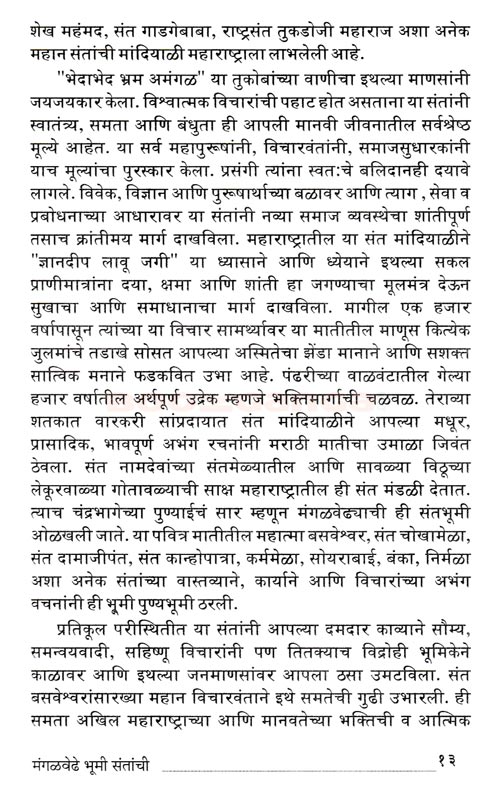 शेख महंमद, संत गाडगेबाबा, राष्ट्रसंत तुकडोजी महाराज अशा अनेक
महान संतांची मांदियाळी महाराष्ट्राला लाभलेली आहे.
"भेदाभेद भ्रम अमंगळ" या तुकोबांच्या वाणीचा इथल्या माणसांनी
जयजयकार केला. विश्वात्मक विचारांची पहाट होत असताना या संतांनी
स्वातंत्र्य, समता आणि बंधुता ही आपली मानवी जीवनातील सर्वश्रेष्ठ
मूल्ये आहेत. या सर्व महापुरूषांनी, विचारवंतांनी, समाजसुधारकांनी
याच मूल्यांचा पुरस्कार केला. प्रसंगी त्यांना स्वतःचे बलिदानही दयावे
लागले. विवेक, विज्ञान आणि पुरूषार्थाच्या बळावर आणि त्याग , सेवा व
प्रबोधनाच्या आधारावर या संतांनी नव्या समाज व्यवस्थेचा शांतीपूर्ण
तसाच क्रांतीमय मार्ग दाखविला. महाराष्ट्रातील या संत मांदियाळीने
"ज्ञानदीप लावू जगी" या ध्यासाने आणि ध्येयाने इथल्या सकल
प्राणीमात्रांना दया, क्षमा आणि शांती हा जगण्याचा मूलमंत्र देऊन
सुखाचा आणि समाधानाचा मार्ग दाखविला. मागील एक हजार
वर्षापासून त्यांच्या या विचार सामर्थ्यावर या मातीतील माणूस कित्येक
जुलमांचे तडाखे सोसत आपल्या अस्मितेचा झेंडा मानाने आणि सशक्त
सात्विक मनाने फडकवित उभा आहे. पंढरीच्या वाळवंटातील गेल्या
हजार वर्षातील अर्थपूर्ण उद्रेक म्हणजे भक्तिमार्गाची चळवळ. तेराव्या
शतकात वारकरी सांप्रदायात संत मांदियाळीने आपल्या मधूर,
प्रासादिक, भावपूर्ण अभंग रचनांनी मराठी मातीचा उमाळा जिवंत
ठेवला. संत नामदेवांच्या संतमेळ्यातील आणि सावळ्या विठूच्या
लेकूरवाळ्या गोतावळ्याची साक्ष महाराष्ट्रातील ही संत मंडळी देतात.
त्याच चंद्रभागेच्या पुण्याईचं सार म्हणून मंगळवेढ्याची ही संतभूमी
ओळखली जाते. या पवित्र मातीतील महात्मा बसवेश्वर, संत चोखामेळा,
संत दामाजीपंत, संत कान्होपात्रा, कर्ममेळा, सोयराबाई, बंका, निर्मळा
अशा अनेक संतांच्या वास्तव्याने, कार्याने आणि विचारांच्या अभंग
वचनांनी ही भूमी पुण्यभूमी ठरली.
प्रतिकूल परीस्थितीत या संतांनी आपल्या दमदार काव्याने सौम्य,
समन्वयवादी, सहिष्णू विचारांनी पण तितक्याच विद्रोही भूमिकेने
काळावर आणि इथल्या जनमाणसांवर आपला ठसा उमटविला. संत
बसवेश्वरांसारख्या महान विचारवंताने इथे समतेची गुढी उभारली. ही
समता अखिल महाराष्ट्राच्या आणि मानवतेच्या भक्तिची व आत्मिक
मंगळवेढे भूमी संतांची १३